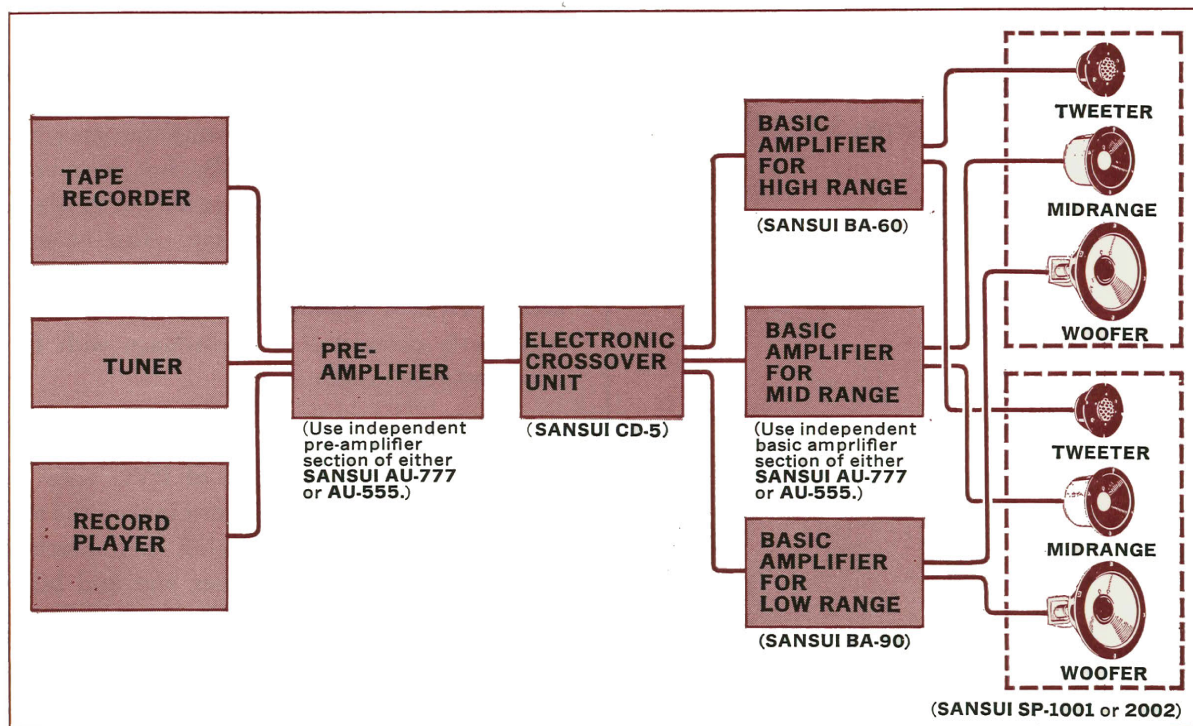 TAPE
RECORDER
TUNER
RECORD
PLAYER
PRE-
AMPLIFIER
(Use independent
pre-amplifier
section of either
SANSUI AU-777
or AU-555.)
ELECTRONIC
CROSSOVER
UNIT
(SANSUI CD-5)
BASIC
AMPLIFIER
FOR
HIGH RANGE
(SANSUI BA-60)
BASIC
AMPLIFIER
FOR
MID RANGE
(Use independent
basic amprlifier
section of either
SANSUI AU-777
or AU-555.)
BASIC
AMPLIFIER
FOR
LOW RANGE
(SANSUI BA-90)
TWEETER
MIDRANGE
WOOFER
TWEETER
MIDRANGE
WOOFER
(SANSUI SP-1001 or 2002)